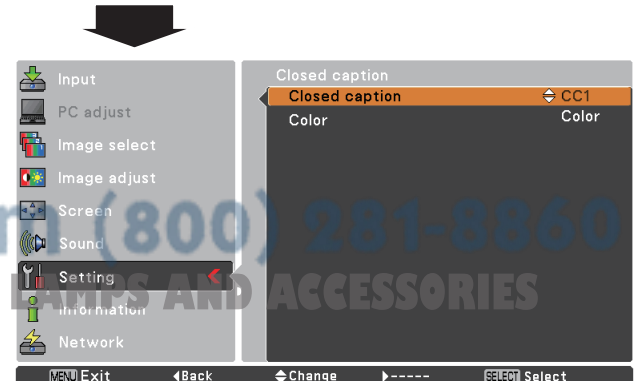 Input
PC adjust
Image select
Image adjust
Screen
Sound
Setting
Information
Network
Closed caption
Closed caption CC1
Color Color
m (800) 281-8860
LAMPS AND ACCESSORIES
MENU Exit Back Change ----- SELECT Select